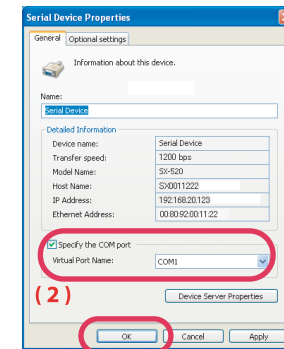 Serial Device Properties
General Optional settings
Information about this device.
Name:
Serial Device
Detailed Information
Device name: Serial Device
Transfer speed: 1200 bps
Model Name: SX-520
Host Name: SX0011222
IP Address: 192.168.20.123
Ethernet Address: 00:80:92:00:11:22
Specify the COM port
Virtual Port Name: COM1
(2)
Device Server Properties
OK Cancel Apply